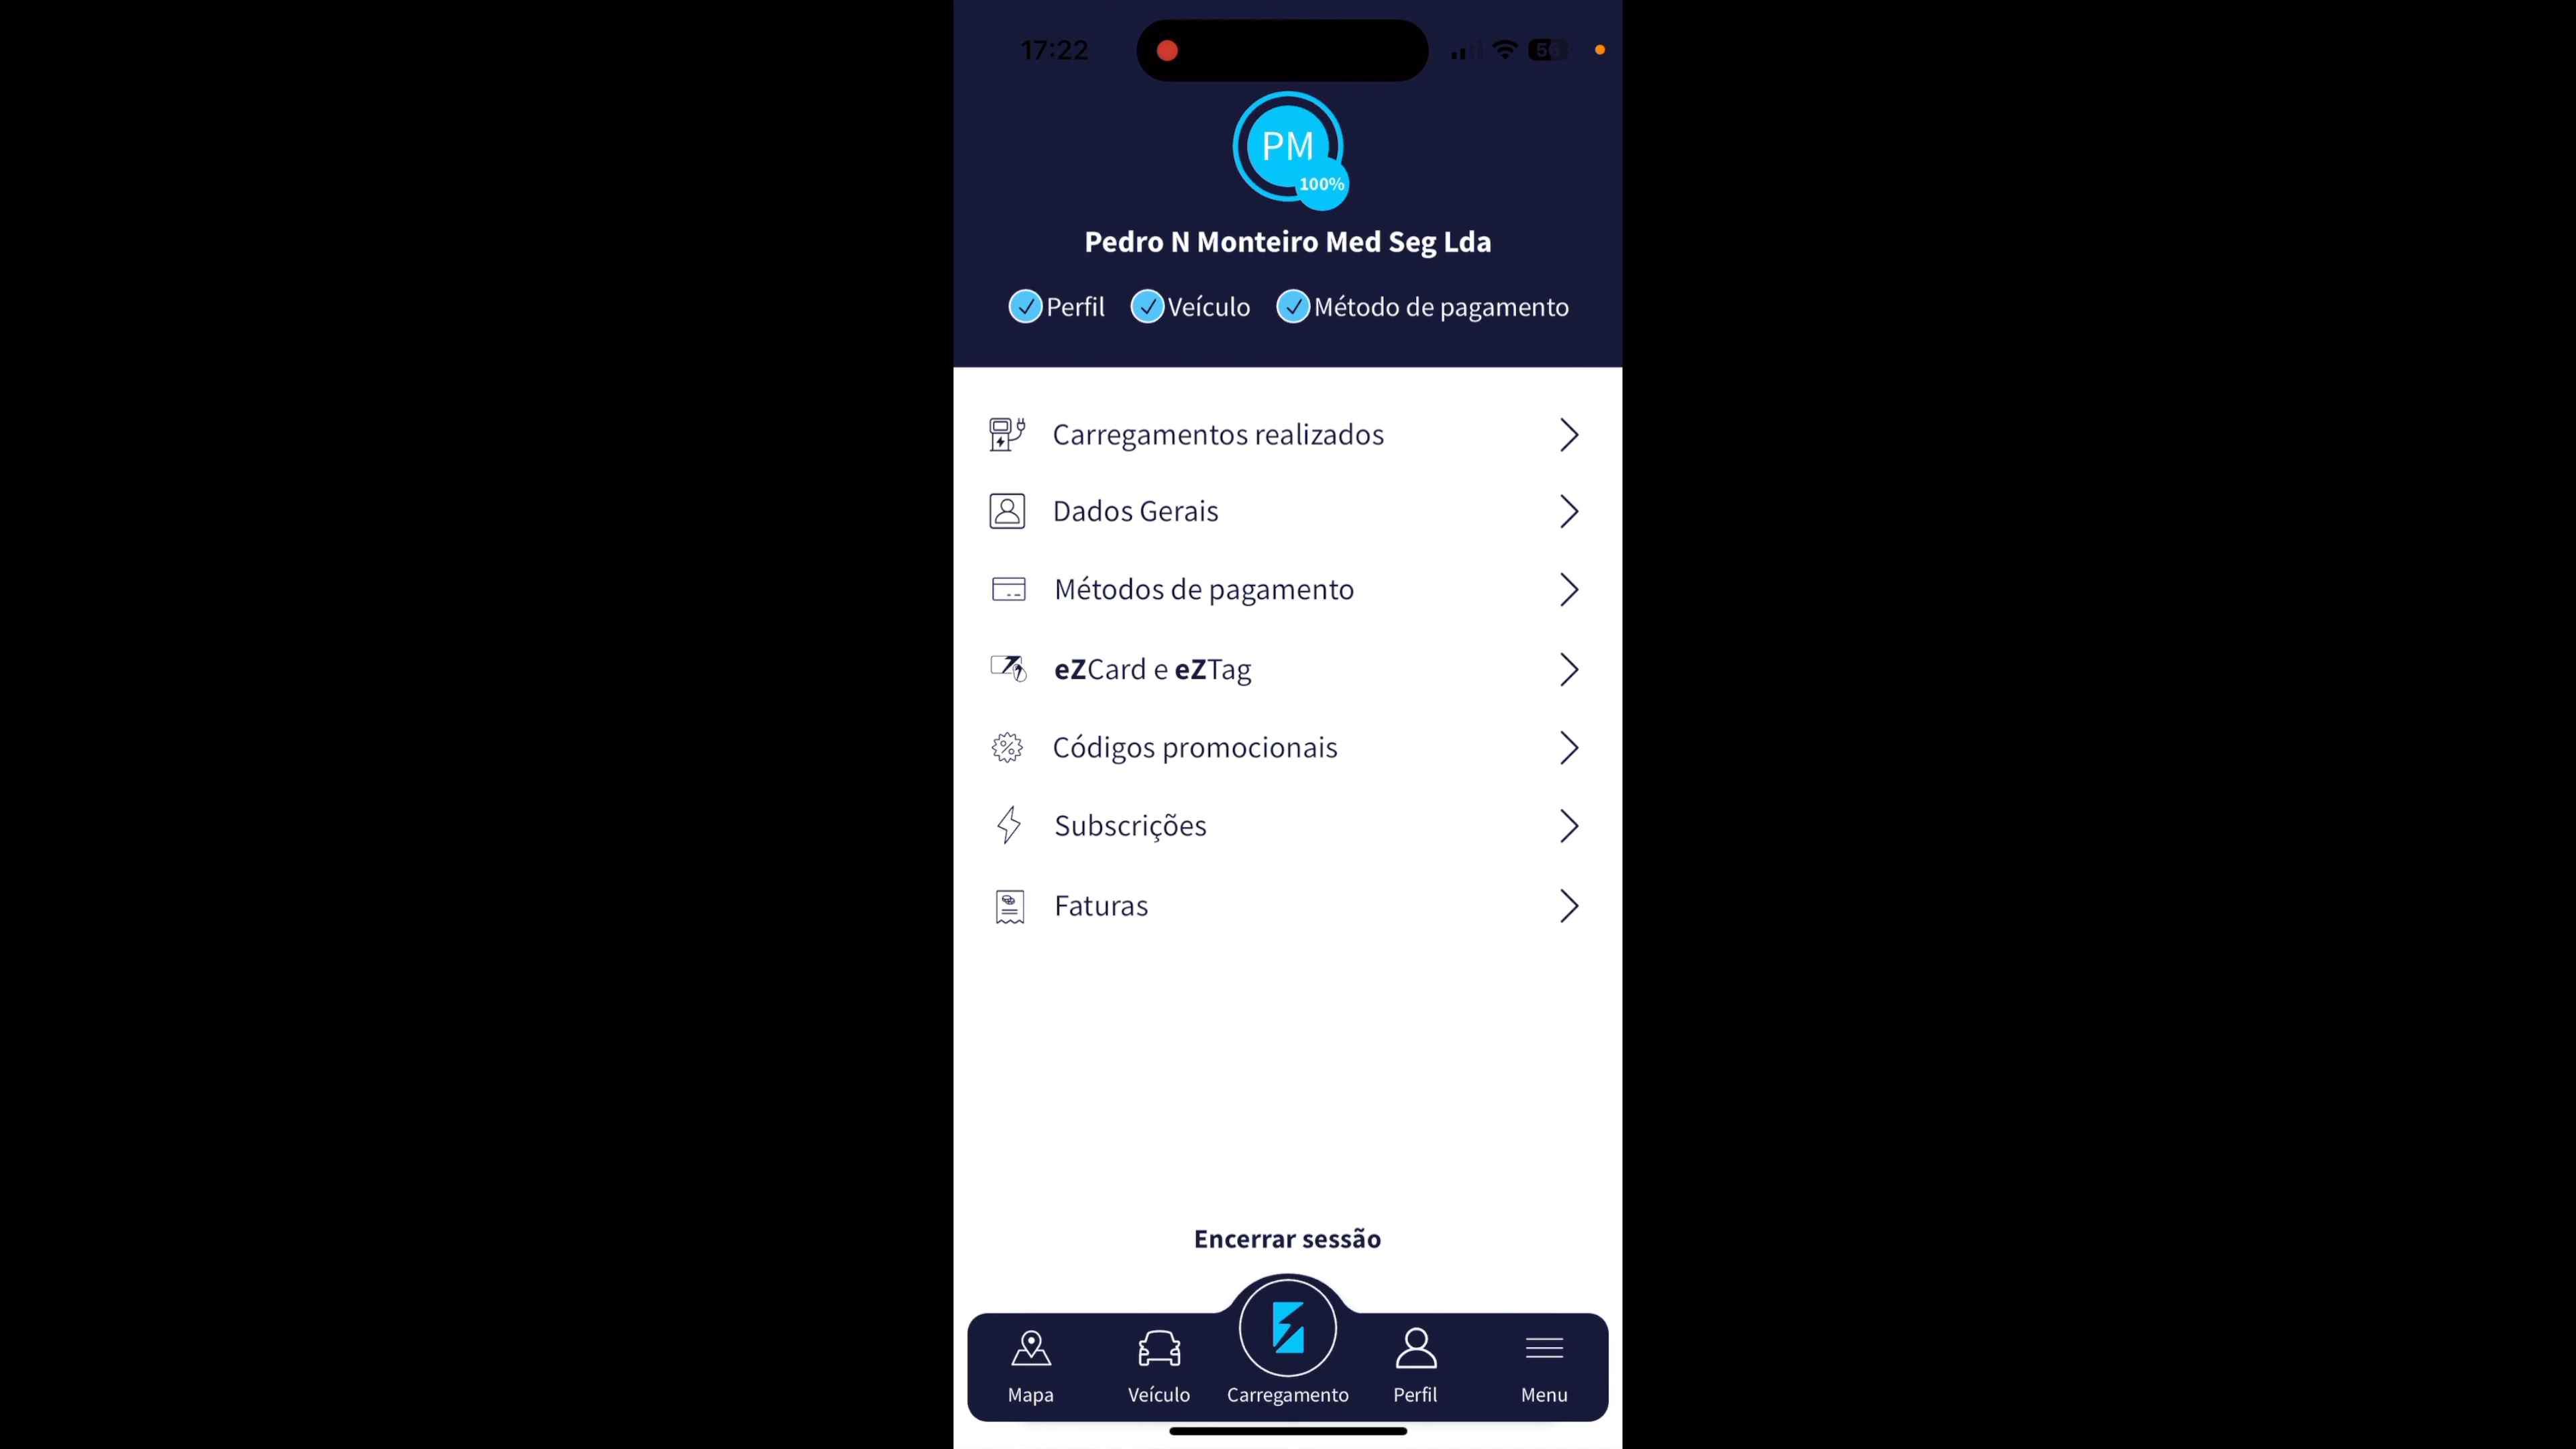 17:22
56
PM
100%
Pedro N Monteiro Med Seg Lda
Perfil Veículo Método de pagamento
Carregamentos realizados
Dados Gerais
Métodos de pagamento
eZCard e eZTag
Códigos promocionais
Subscrições
Faturas
Encerrar sessão
Mapa Veículo Carregamento Perfil Menu